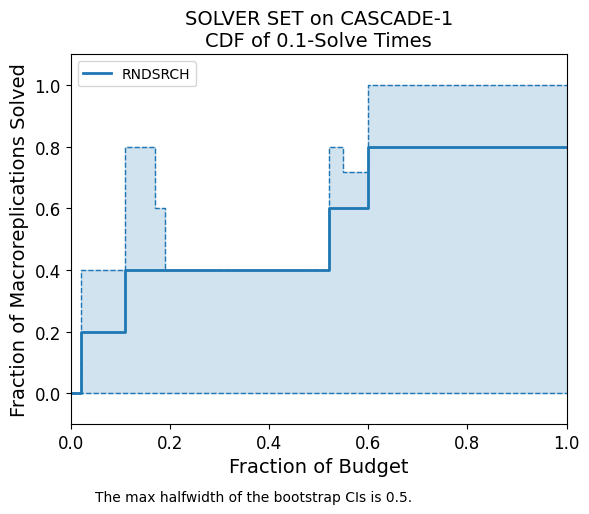 SOLVER SET on CASCADE-1
CDF of 0.1-Solve Times
RNDSRCH
Fraction of Macroreplications Solved
1.0
0.8
0.6
0.4
0.2
0.0
0.0 0.2 0.4 0.6 0.8 1.0
Fraction of Budget
The max halfwidth of the bootstrap CIs is 0.5.